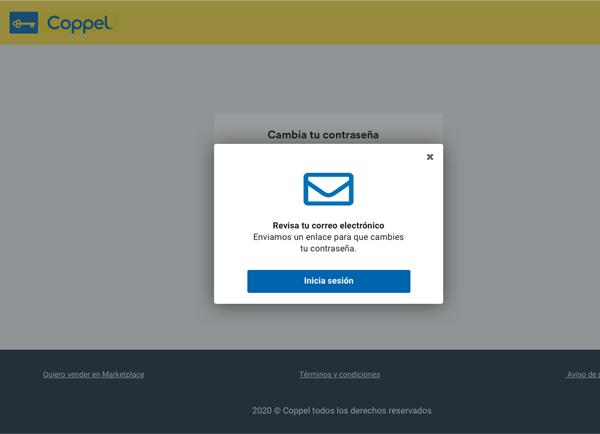 Coppel
Cambia tu contraseña
Revisa tu correo electrónico
Enviamos un enlace para que cambies
tu contraseña.
Inicia sesión
Quiero vender en Marketplace
Términos y condiciones
Aviso de
2020 © Coppel todos los derechos reservados